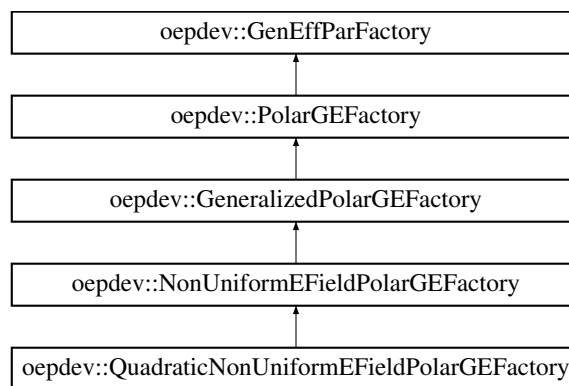 oepdev::GenEffParFactory
oepdev::PolarGEFactory
oepdev::GeneralizedPolarGEFactory
oepdev::NonUniformEFieldPolarGEFactory
oepdev::QuadraticNonUniformEFieldPolarGEFactory